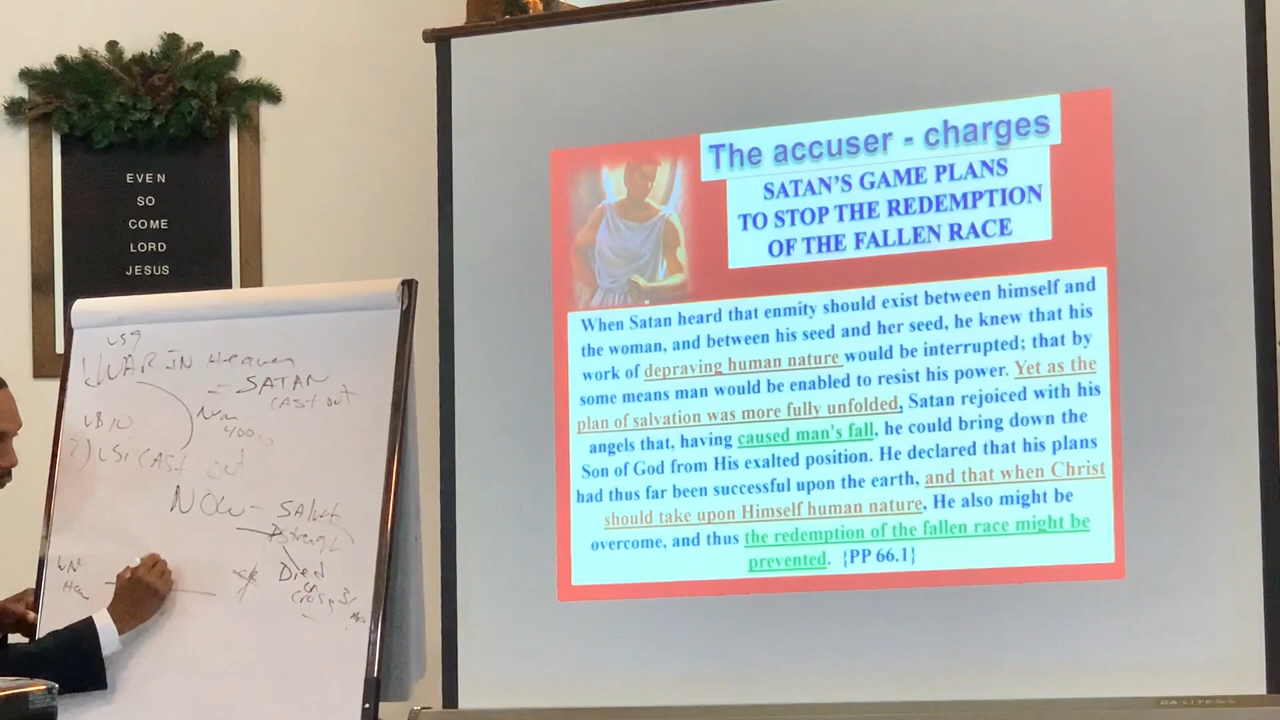 EVEN
SO
COME
LORD
JESUS
WAR IN Heaven
= SATAN
CAST OUT
CAST out
NOW - SALVAT
Died
on
Cross
The accuser - charges
SATAN'S GAME PLANS
TO STOP THE REDEMPTION
OF THE FALLEN RACE
When Satan heard that enmity should exist between himself and
the woman, and between his seed and her seed, he knew that his
work of depraving human nature would be interrupted; that by
some means man would be enabled to resist his power. Yet as the
plan of salvation was more fully unfolded, Satan rejoiced with his
angels that, having caused man's fall, he could bring down the
Son of God from His exalted position. He declared that his plans
had thus far been successful upon the earth, and that when Christ
should take upon Himself human nature, He also might be
overcome, and thus the redemption of the fallen race might be
prevented. {PP 66.1}
DA-LITE